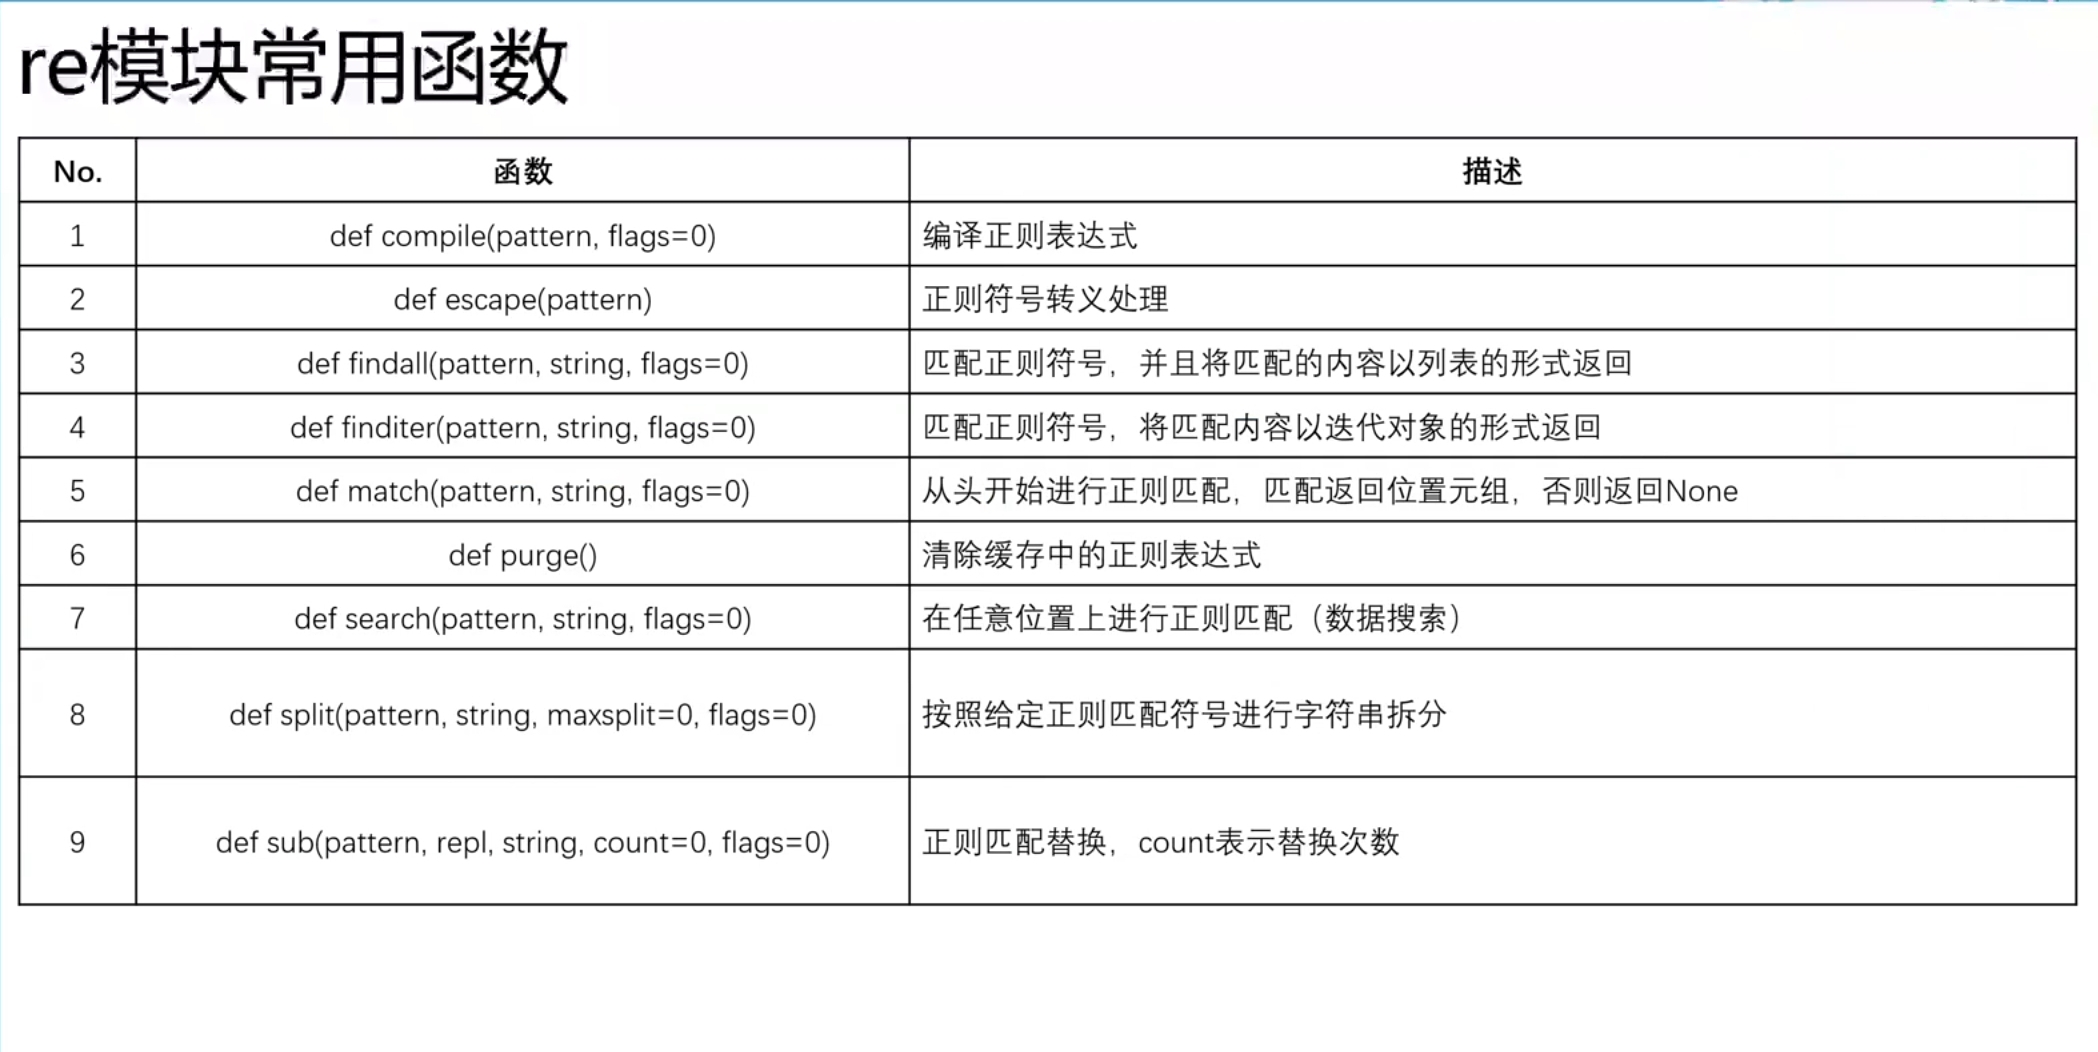 re模块常用函数
No. 函数 描述
1 def compile(pattern, flags=0) 编译正则表达式
2 def escape(pattern) 正则符号转义处理
3 def findall(pattern, string, flags=0) 匹配正则符号，并且将匹配的内容以列表的形式返回
4 def finditer(pattern, string, flags=0) 匹配正则符号，将匹配内容以迭代对象的形式返回
5 def match(pattern, string, flags=0) 从头开始进行正则匹配，匹配返回位置元组，否则返回None
6 def purge() 清除缓存中的正则表达式
7 def search(pattern, string, flags=0) 在任意位置上进行正则匹配（数据搜索）
8 def split(pattern, string, maxsplit=0, flags=0) 按照给定正则匹配符号进行字符串拆分
9 def sub(pattern, repl, string, count=0, flags=0) 正则匹配替换，count表示替换次数